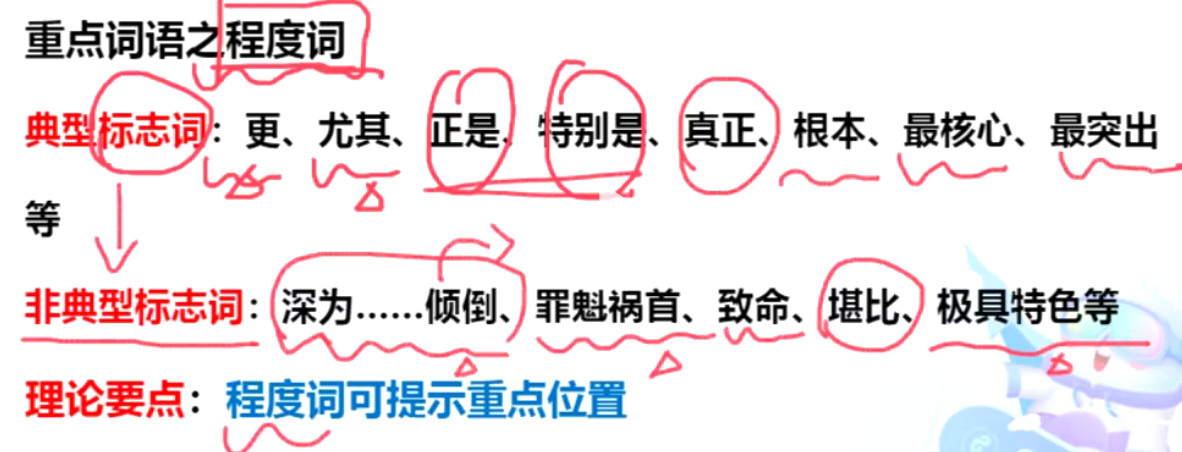 重点词语之程度词
典型标志词：更、尤其、正是、特别是、真正、根本、最核心、最突出
等
非典型标志词：深为……倾倒、罪魁祸首、致命、堪比、极具特色等
理论要点：程度词可提示重点位置